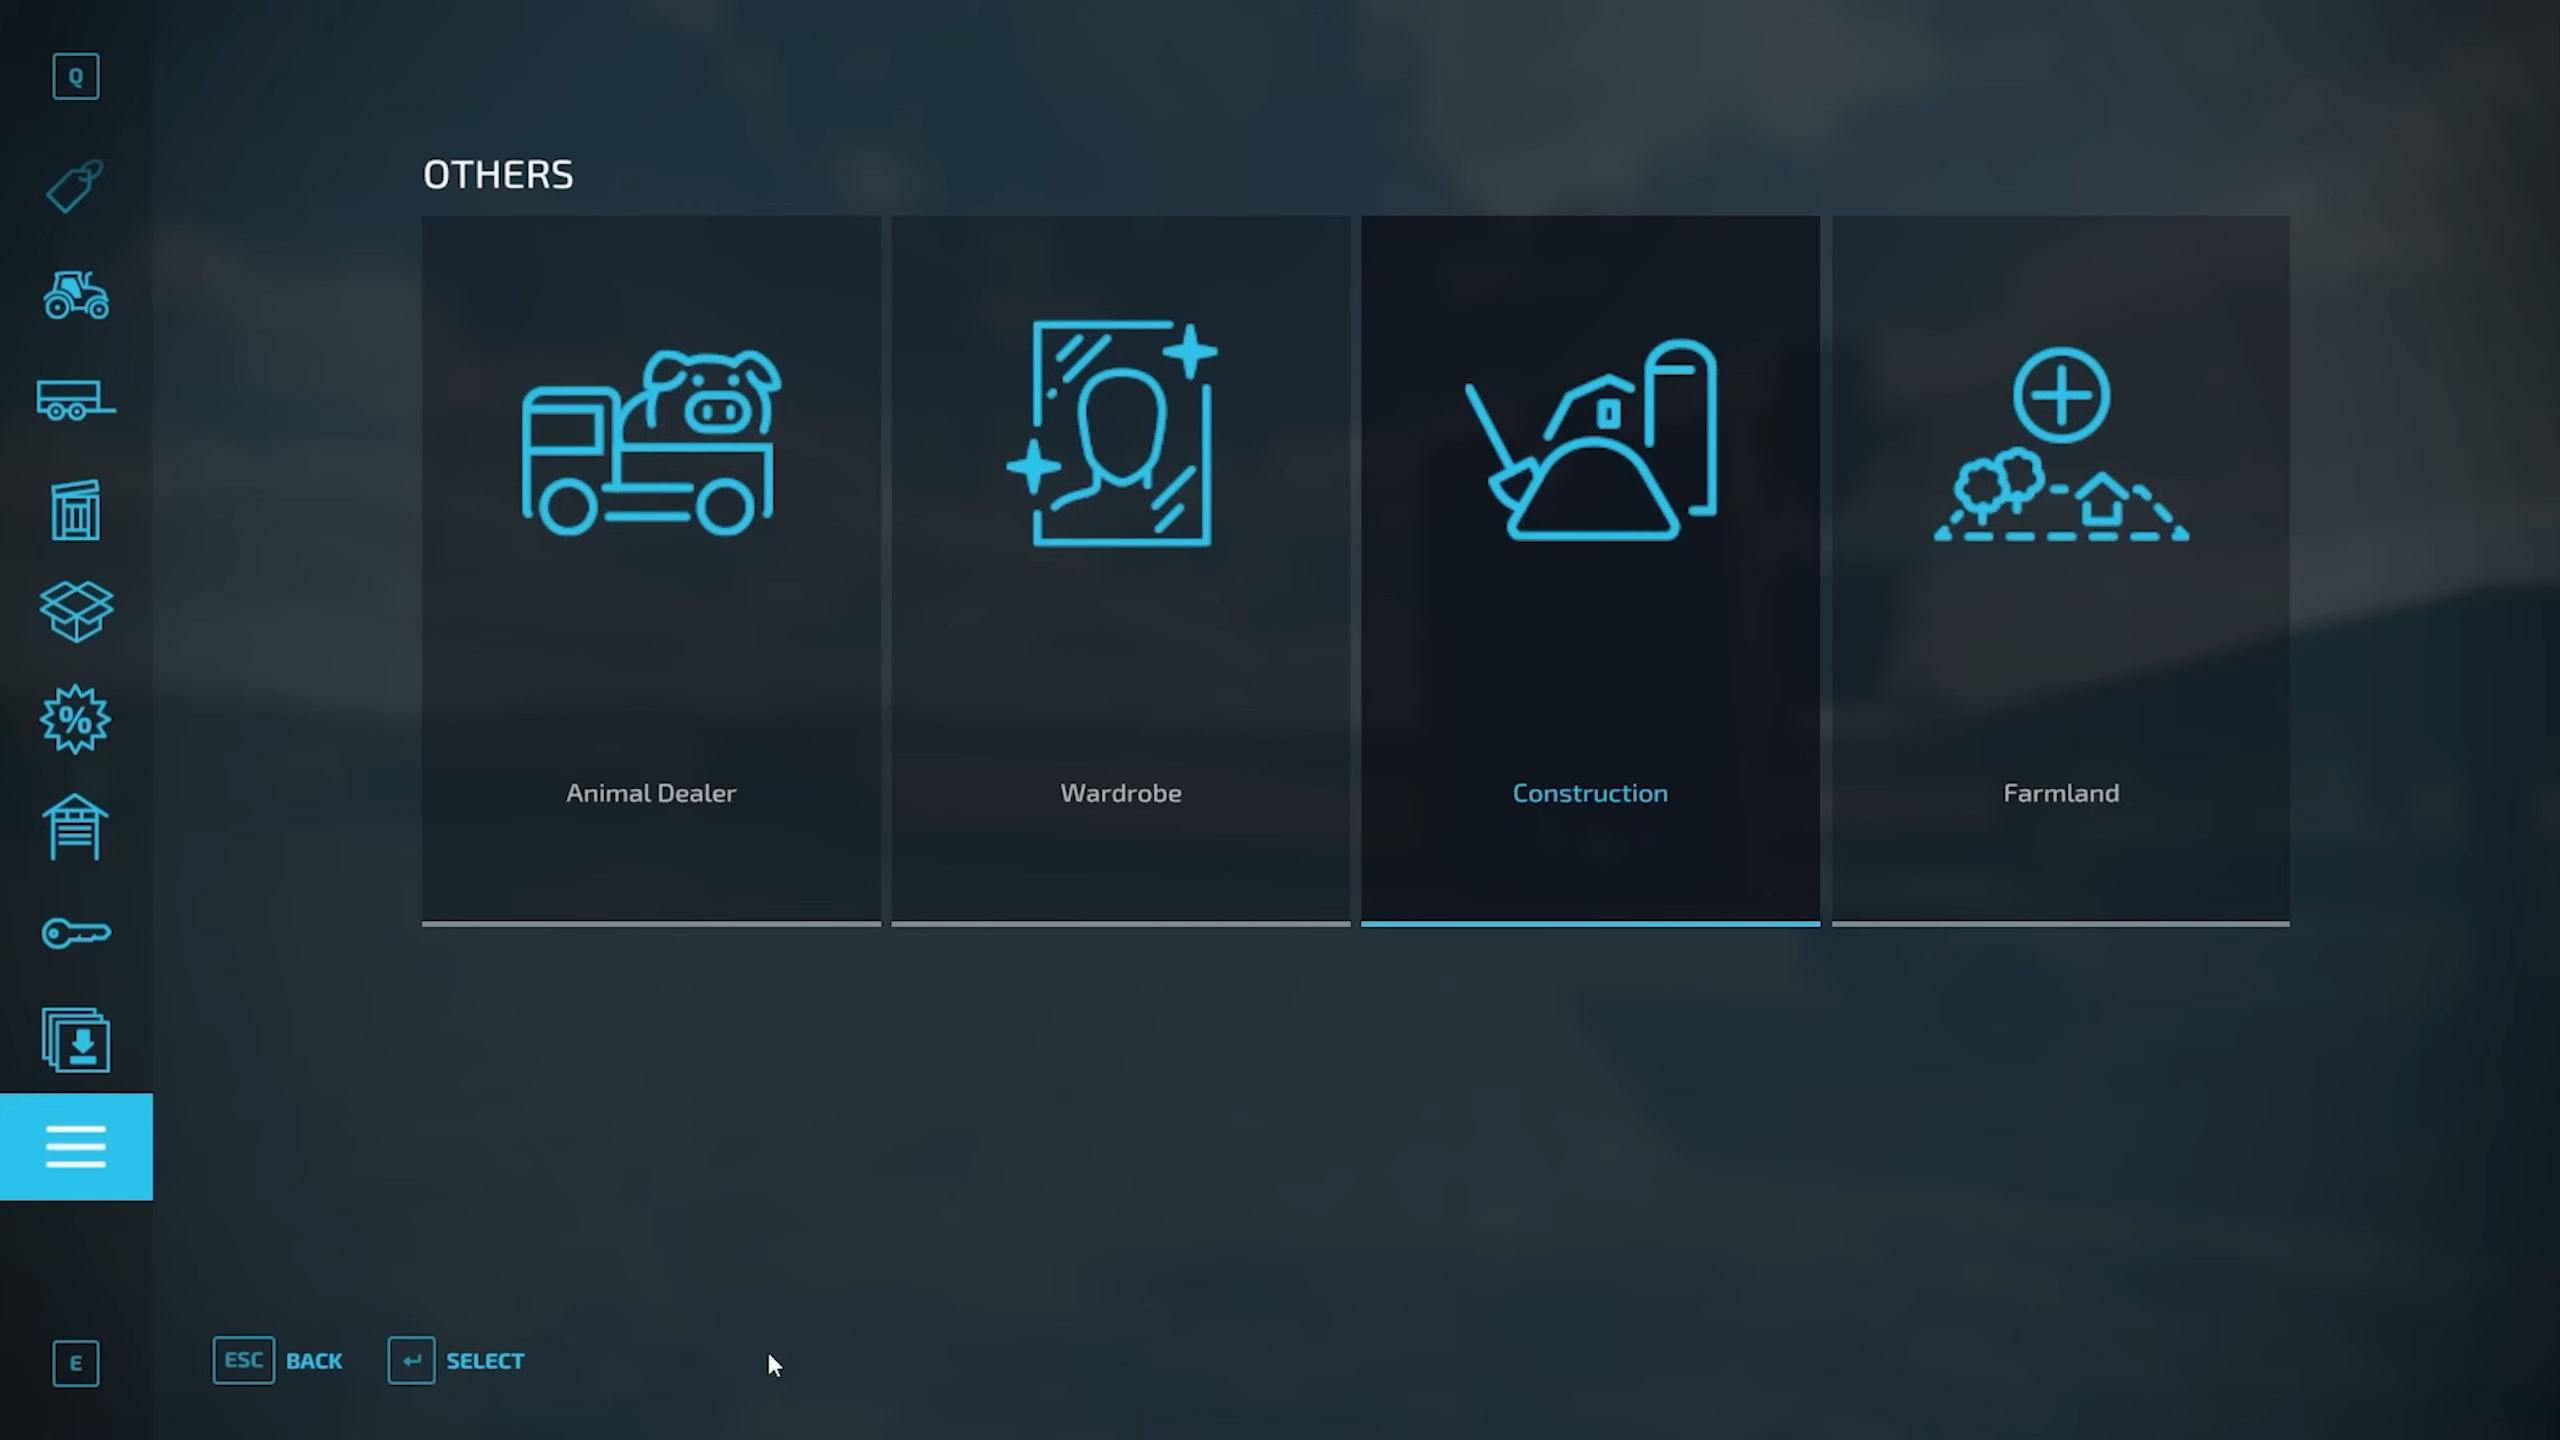 Q
OTHERS
%
Animal Dealer
Wardrobe
Construction
Farmland
E
ESC BACK
SELECT